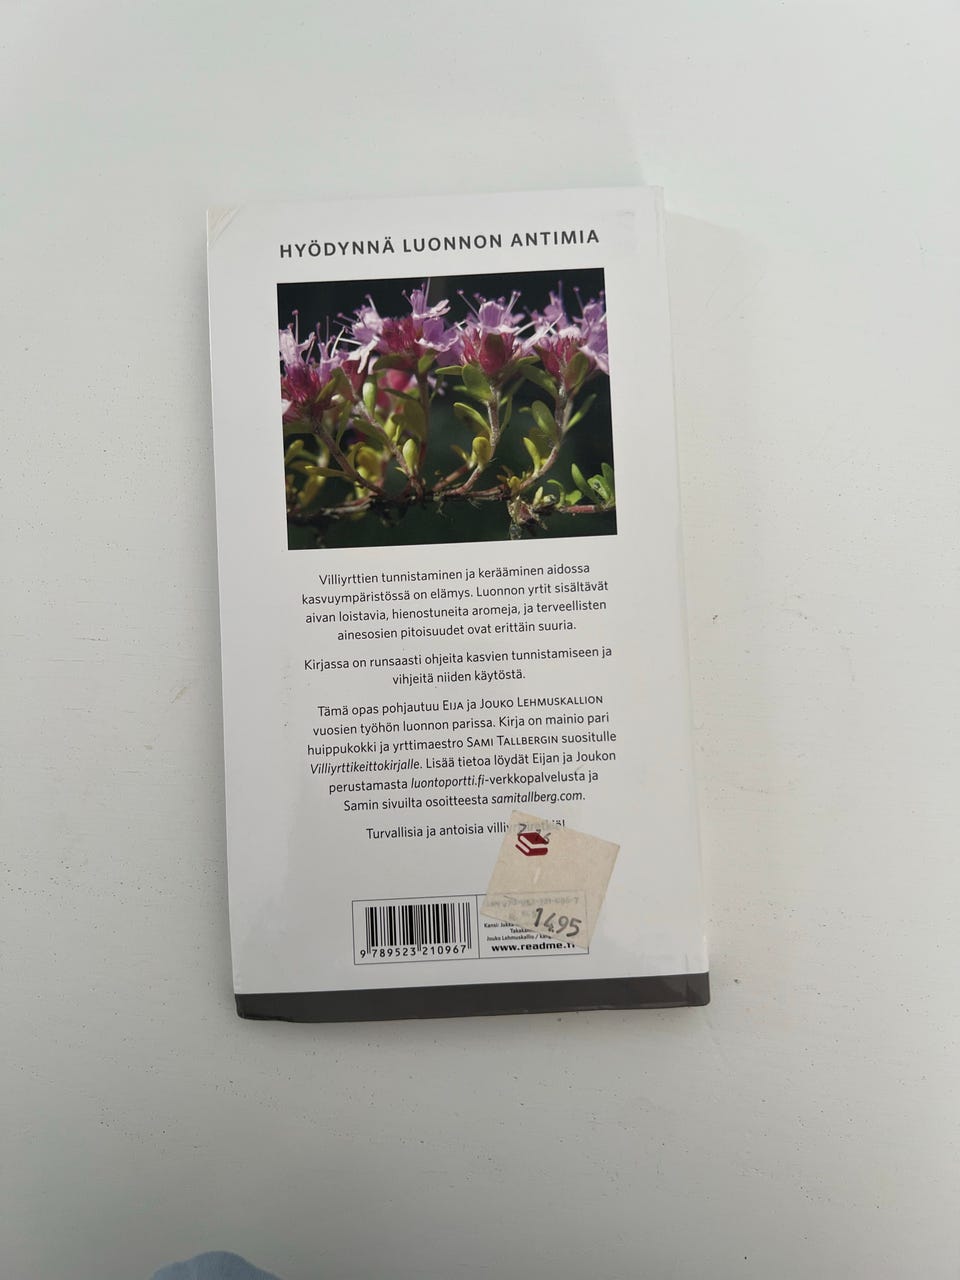 HYÖDYNNÄ LUONNON ANTIMIA
Villiyrttien tunnistaminen ja kerääminen aidossa
kasvuympäristössä on elämys. Luonnon yrtit sisältävät
aivan loistavia, hienostuneita aromeja, ja terveellisten
ainesosien pitoisuudet ovat erittäin suuria.
Kirjassa on runsaasti ohjeita kasvien tunnistamiseen ja
vihjeitä niiden käytöstä.
Tämä opas pohjautuu EIJA ja JOUKO LEHMUSKALLION
vuosien työhön luonnon parissa. Kirja on mainio pari
huippukokki ja yrttimaestro SAMI TALLBERGIN suositulle
Villiyrttikeittokirjalle. Lisää tietoa löydät Eijan ja Joukon
perustamasta luontoportti.fi-verkkopalvelusta ja
Samin sivuilta osoitteesta samitallberg.com.
Turvallisia ja antoisia
14.95
Kansi:
Jouko Lehmuskallio /
www.readme.fi
9 789523 210967